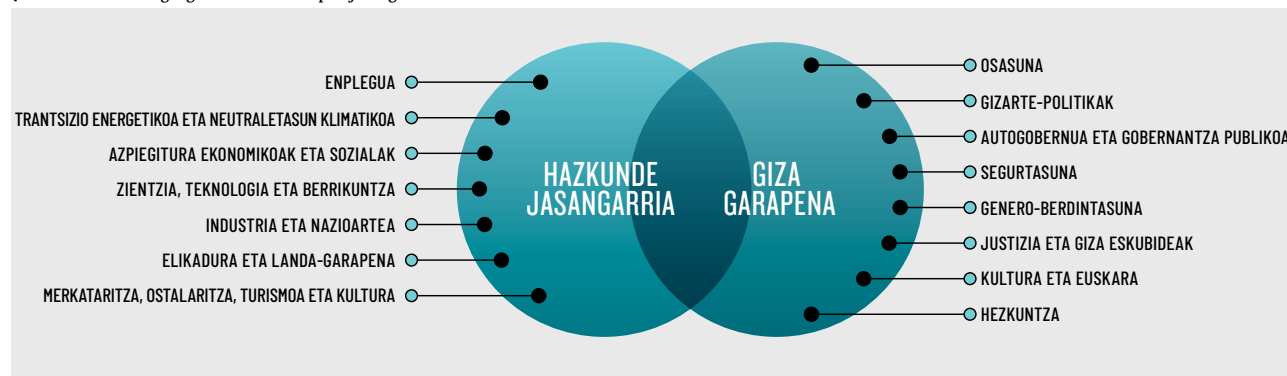 ENPLEGUA
TRANTSIZIO ENERGETIKOA ETA NEUTRALETASUN KLIMATIKOA
AZPIEGITURA EKONOMIKOAK ETA SOZIALAK
ZIENTZIA, TEKNOLOGIA ETA BERRIKUNTZA
INDUSTRIA ETA NAZIOARTEA
ELIKADURA ETA LANDA-GARAPENA
MERKATARITZA, OSTALARITZA, TURISMOA ETA KULTURA
HAZKUNDE
JASANGARRIA
GIZA
GARAPENA
OSASUNA
GIZARTE-POLITIKAK
AUTOGOBERNUA ETA GOBERNANTZA PUBLIKOA
SEGURTASUNA
GENERO-BERDINTASUNA
JUSTIZIA ETA GIZA ESKUBIDEAK
KULTURA ETA EUSKARA
HEZKUNTZA